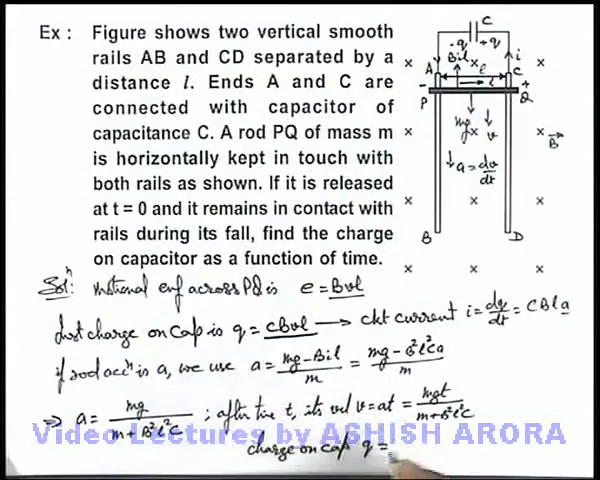 Ex : Figure shows two vertical smooth
rails AB and CD separated by a
distance l. Ends A and C are
connected with capacitor of
capacitance C. A rod PQ of mass m
is horizontally kept in touch with
both rails as shown. If it is released
at t = 0 and it remains in contact with
rails during its fall, find the charge
on capacitor as a function of time.
C
-q +q
A Bil l i C
- i +
P Q
mg v
B
a = dv/dt
B D
Solⁿ: Motional emf across PQ is e = Bvl
Inst charge on Cap is q = CBvl → ckt current i = dq/dt = CBla
if rod accⁿ is a, we use a = (mg - Bil)/m = (mg - B²l²Ca)/m
⇒ a = mg/(m + B²l²C) ; after time t, its vel v = at = mgt/(m + B²l²C)
Video Lectures by ASHISH ARORA
charge on cap q =